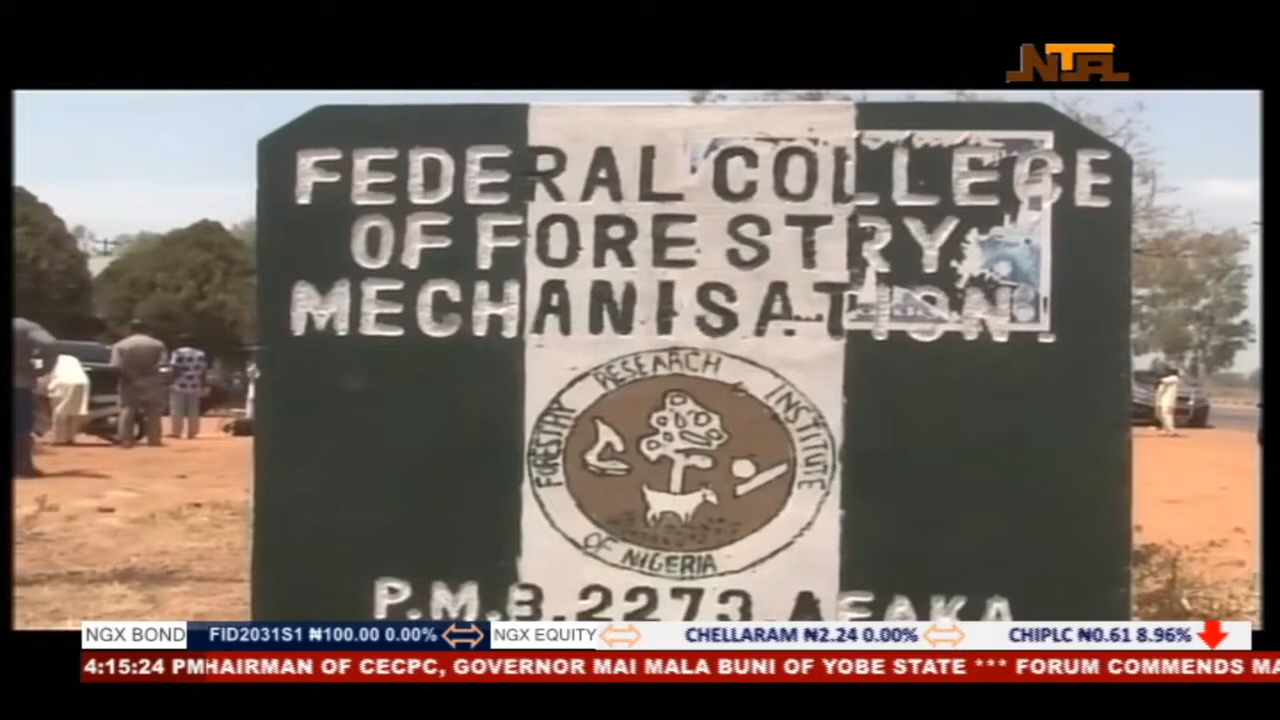 NTA
FEDERAL COLLEGE
OF FORESTRY
MECHANISATION.
FORESTRY RESEARCH INSTITUTE
OF NIGERIA
P.M.B. 2273, AFAKA
NGX BOND FID2031S1 ₦100.00 0.00% NGX EQUITY CHELLARAM ₦2.24 0.00% CHIPLC ₦0.61 8.96%
4:15:24 PM HAIRMAN OF CECPC, GOVERNOR MAI MALA BUNI OF YOBE STATE *** FORUM COMMENDS MA